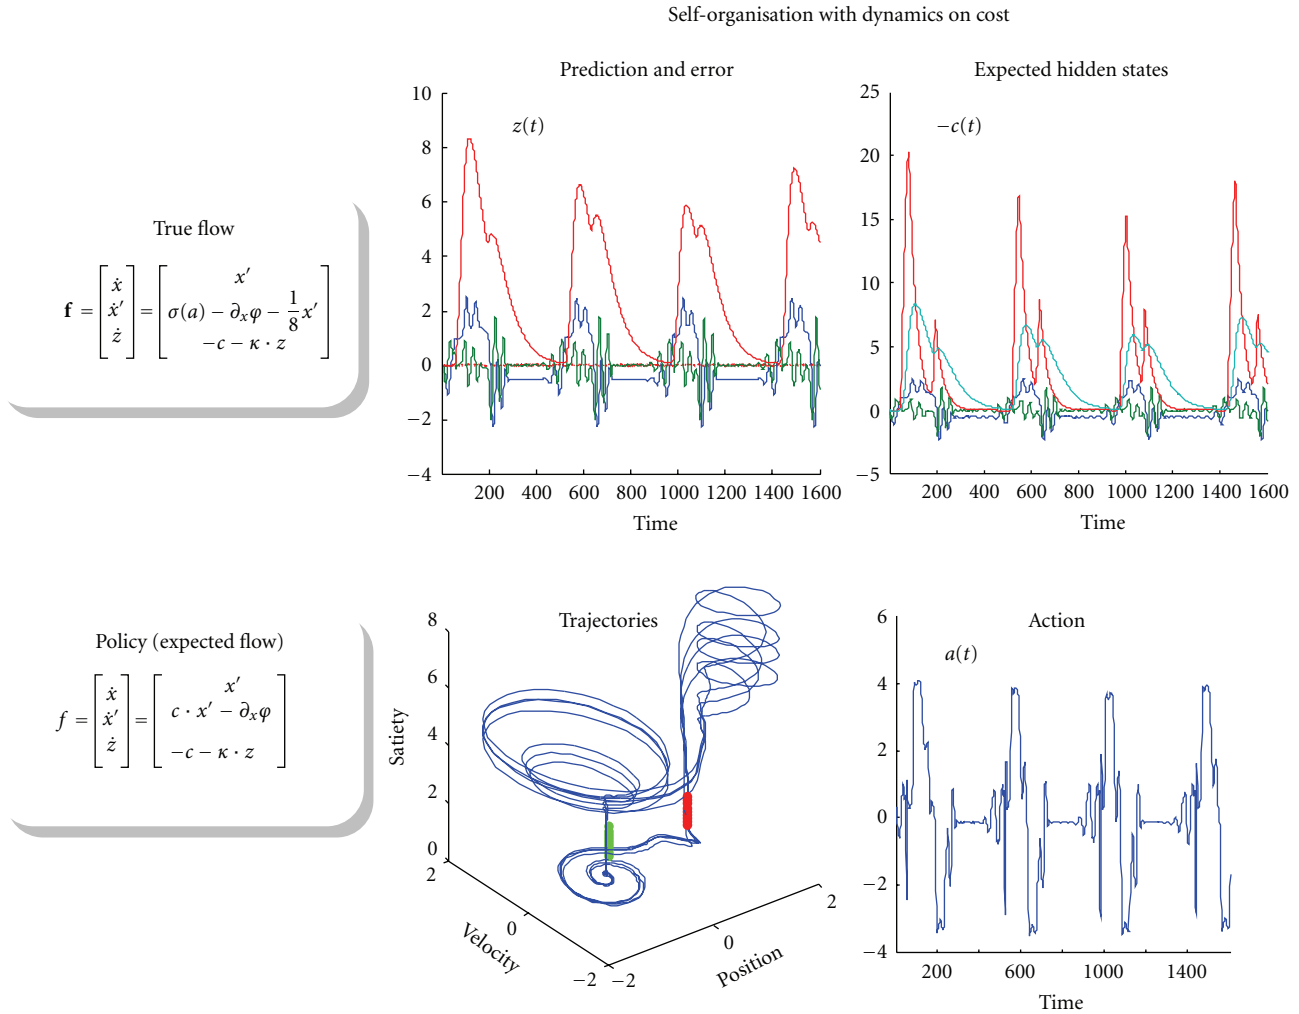 Self-organisation with dynamics on cost
Prediction and error
Expected hidden states
True flow
f = [ẋ ẋ′ ż] = [x′ σ(a) − ∂ₓφ − 1/8 x′ −c − κ · z]
10
8
6
4
2
0
−2
−4
z(t)
200 400 600 800 1000 1200 1400 1600
Time
25
20
15
10
5
0
−5
−c(t)
200 400 600 800 1000 1200 1400 1600
Time
Policy (expected flow)
f = [ẋ ẋ′ ż] = [x′ c · x′ − ∂ₓφ −c − κ · z]
Trajectories
8
6
4
2
0
Satiety
2
0
−2
Velocity
−2
0
2
Position
Action
6
4
2
0
−2
−4
a(t)
200 600 1000 1400
Time